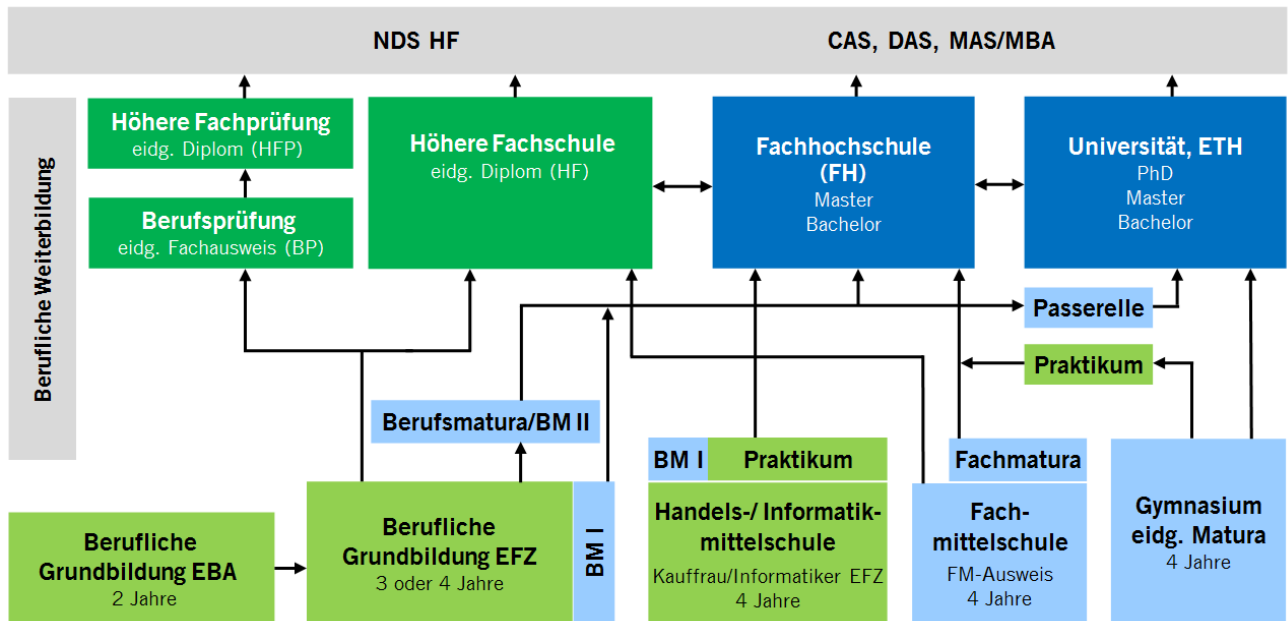 NDS HF
CAS, DAS, MAS/MBA
Berufliche Weiterbildung
Höhere Fachprüfung
eidg. Diplom (HFP)
Berufsprüfung
eidg. Fachausweis (BP)
Höhere Fachschule
eidg. Diplom (HF)
Fachhochschule
(FH)
Master
Bachelor
Universität, ETH
PhD
Master
Bachelor
Passerelle
Praktikum
Berufsmatura/BM II
BM I
Praktikum
Fachmatura
Berufliche
Grundbildung EBA
2 Jahre
Berufliche
Grundbildung EFZ
3 oder 4 Jahre
BM I
Handels-/ Informatik-
mittelschule
Kauffrau/Informatiker EFZ
4 Jahre
Fach-
mittelschule
FM-Ausweis
4 Jahre
Gymnasium
eidg. Matura
4 Jahre